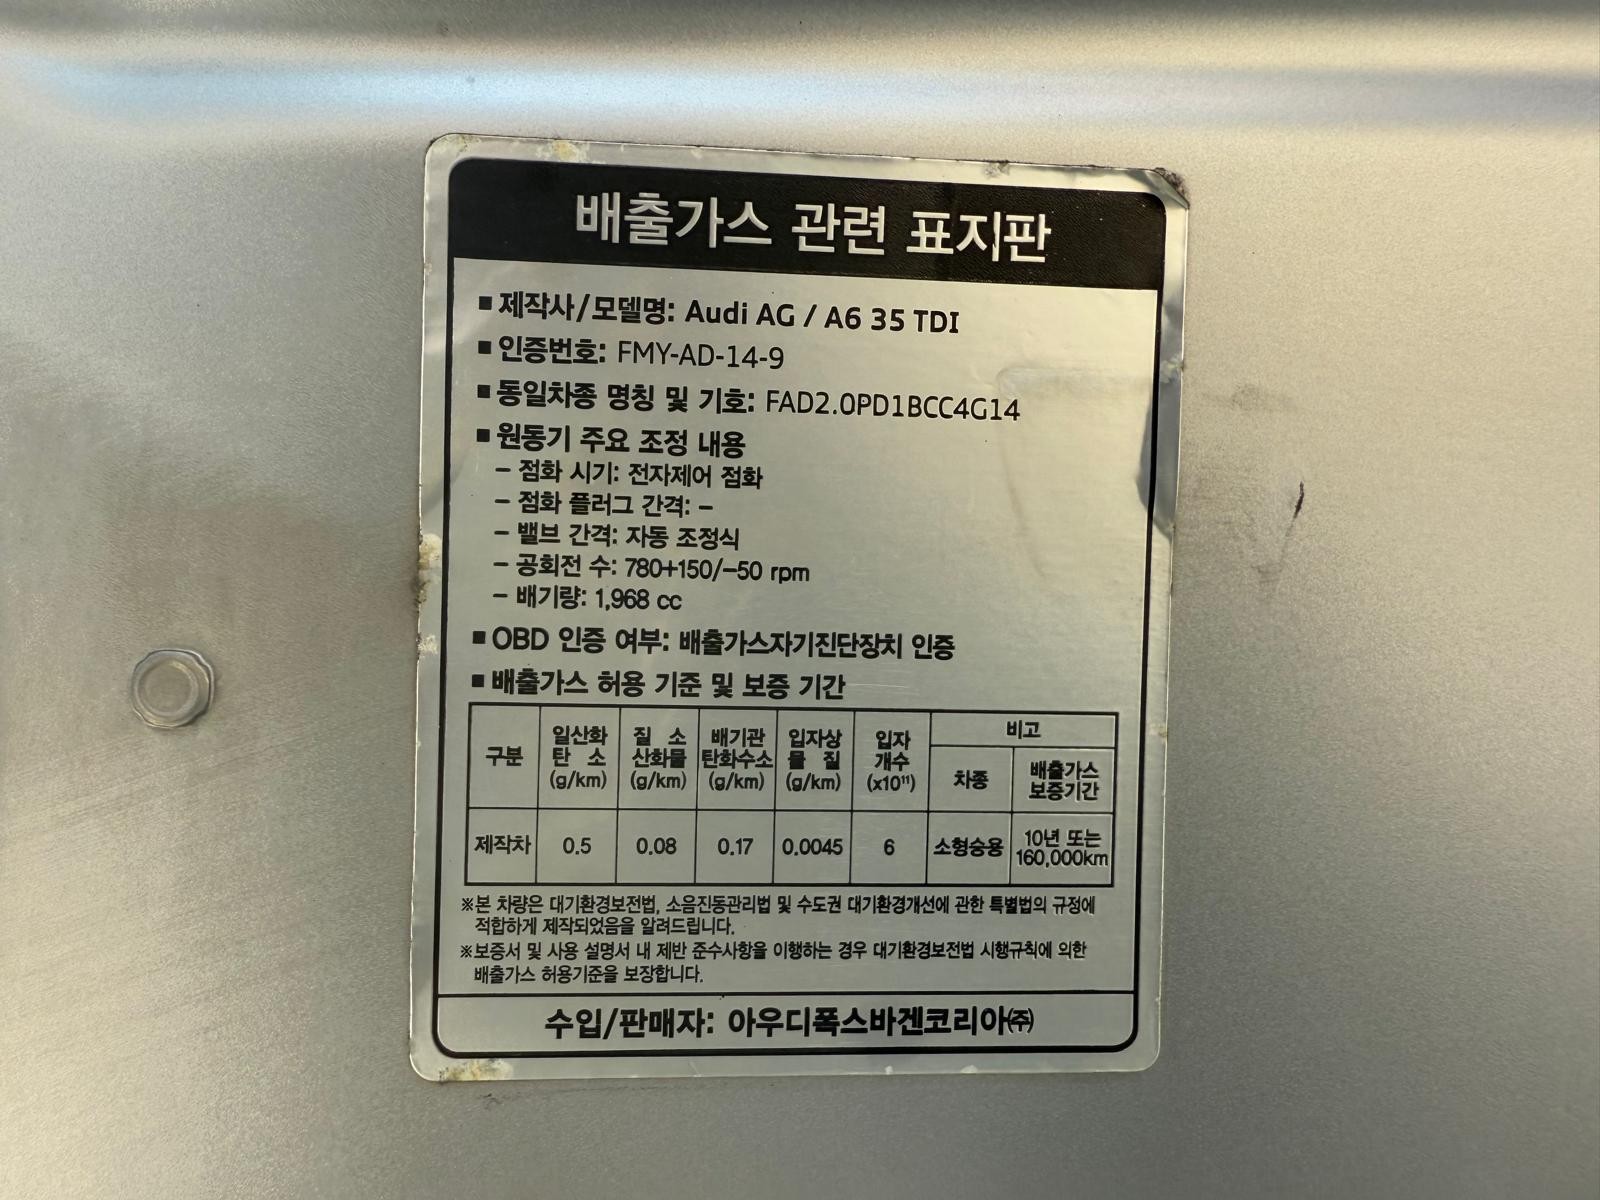 배출가스 관련 표지판
■ 제작사/모델명: Audi AG / A6 35 TDI
■ 인증번호: FMY-AD-14-9
■ 동일차종 명칭 및 기호: FAD2.0PD1BCC4G14
■ 원동기 주요 조정 내용
– 점화 시기: 전자제어 점화
– 점화 플러그 간격: –
– 밸브 간격: 자동 조정식
– 공회전 수: 780+150/–50 rpm
– 배기량: 1,968 cc
■ OBD 인증 여부: 배출가스자기진단장치 인증
■ 배출가스 허용 기준 및 보증 기간
구분 일산화 탄 소 (g/km) 질 소 산화물 (g/km) 배기관 탄화수소 (g/km) 입자상 물 질 (g/km) 입자 개수 (x10¹¹) 비고
차종 배출가스 보증기간
제작차 0.5 0.08 0.17 0.0045 6 소형승용 10년 또는 160,000km
※본 차량은 대기환경보전법, 소음진동관리법 및 수도권 대기환경개선에 관한 특별법의 규정에
적합하게 제작되었음을 알려드립니다.
※보증서 및 사용 설명서 내 제반 준수사항을 이행하는 경우 대기환경보전법 시행규칙에 의한
배출가스 허용기준을 보장합니다.
수입/판매자: 아우디폭스바겐코리아㈜